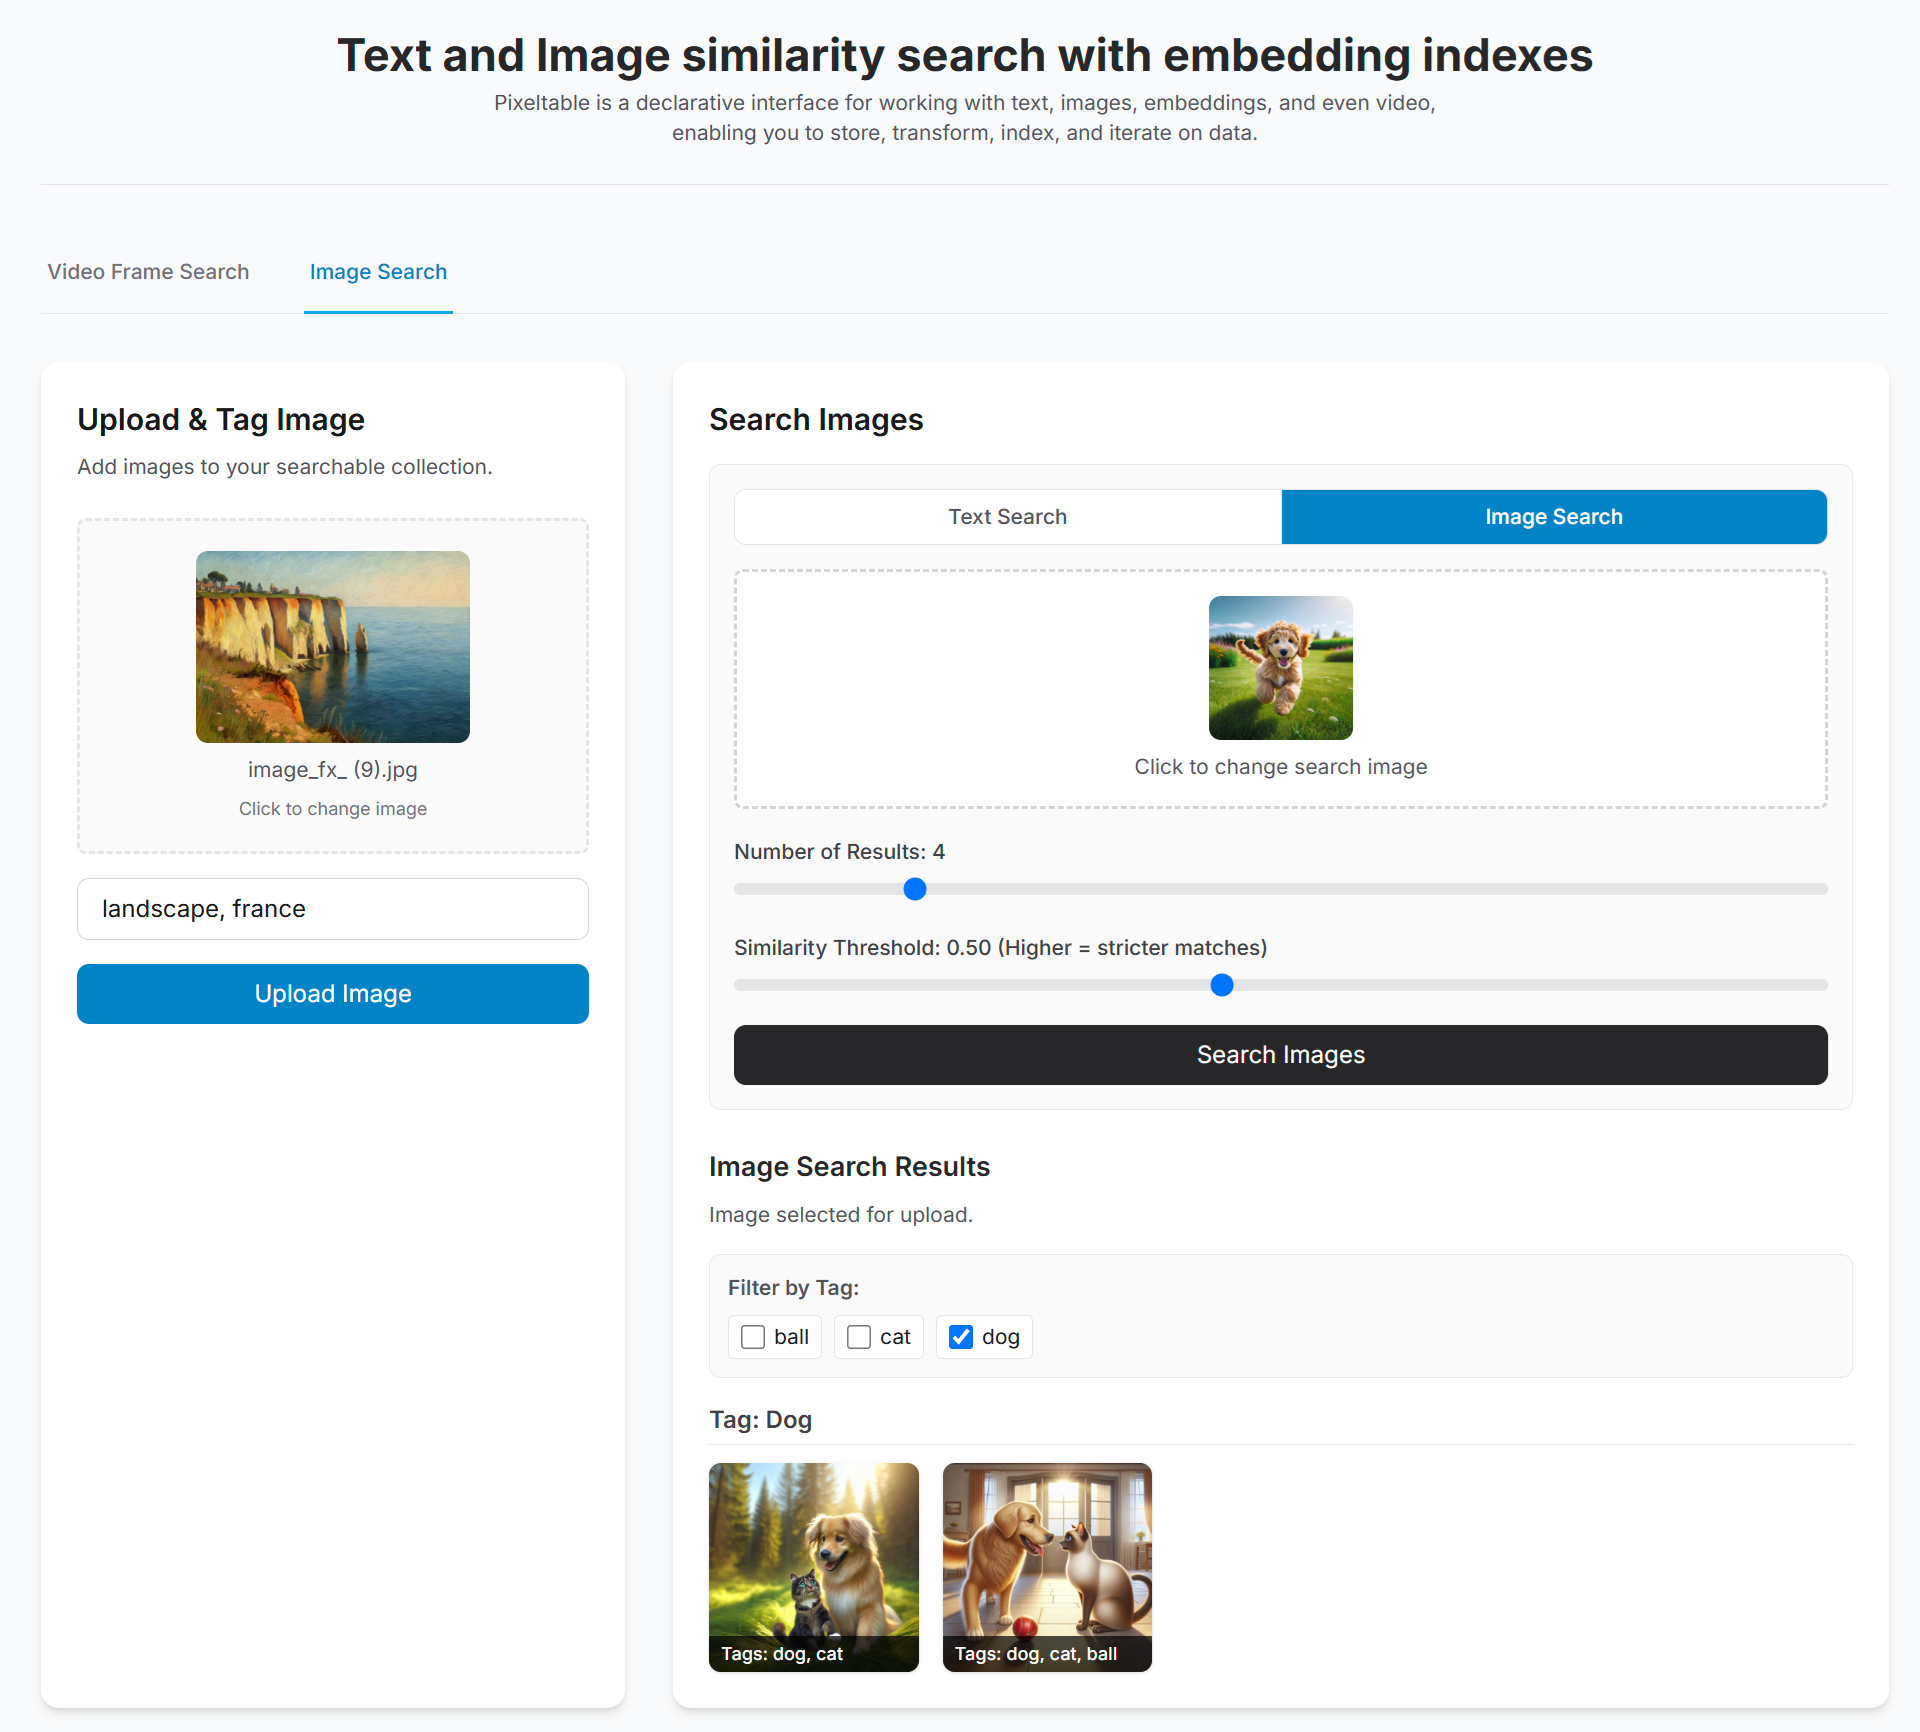 Text and Image similarity search with embedding indexes
Pixeltable is a declarative interface for working with text, images, embeddings, and even video,
enabling you to store, transform, index, and iterate on data.
Video Frame Search
Image Search
Upload & Tag Image
Add images to your searchable collection.
image_fx_ (9).jpg
Click to change image
landscape, france
Upload Image
Search Images
Text Search
Image Search
Click to change search image
Number of Results: 4
Similarity Threshold: 0.50 (Higher = stricter matches)
Search Images
Image Search Results
Image selected for upload.
Filter by Tag:
ball
cat
dog
Tag: Dog
Tags: dog, cat
Tags: dog, cat, ball